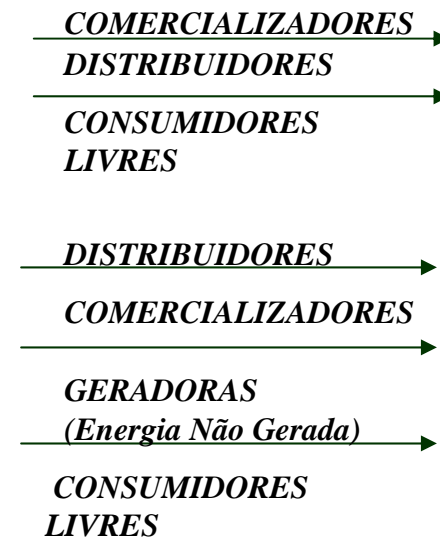 COMERCIALIZADORES
DISTRIBUIDORES
CONSUMIDORES
LIVRES
DISTRIBUIDORES
COMERCIALIZADORES
GERADORAS
(Energia Não Gerada)
CONSUMIDORES
LIVRES